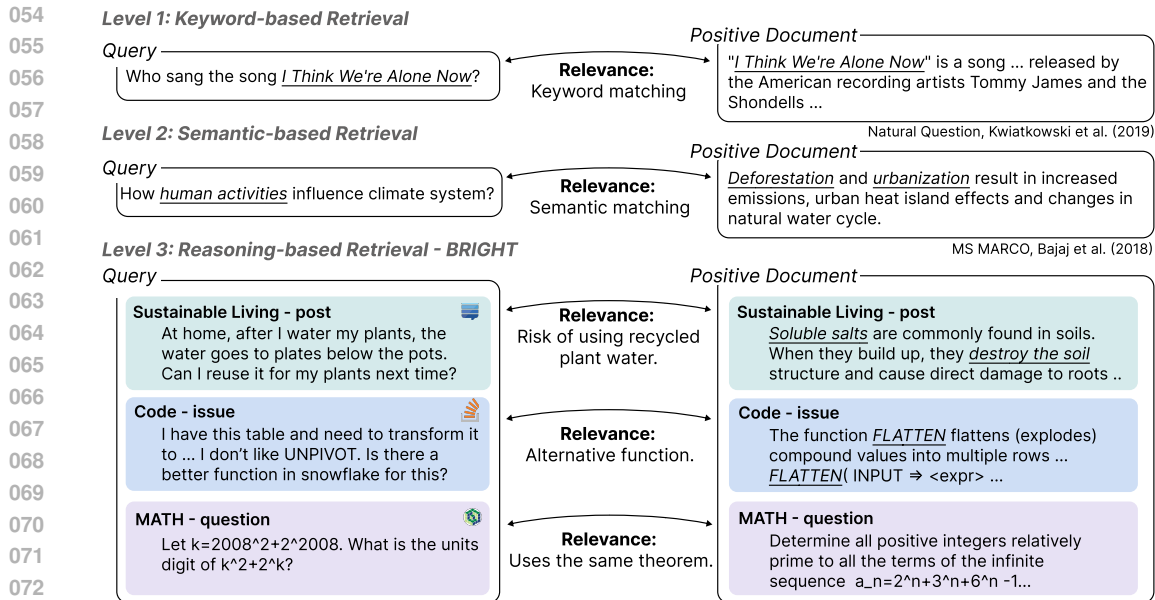 054
055
056
057
058
059
060
061
062
063
064
065
066
067
068
069
070
071
072
Level 1: Keyword-based Retrieval
Query
Who sang the song I Think We're Alone Now?
Relevance:
Keyword matching
Positive Document
"I Think We're Alone Now" is a song ... released by
the American recording artists Tommy James and the
Shondells ...
Natural Question, Kwiatkowski et al. (2019)
Level 2: Semantic-based Retrieval
Query
How human activities influence climate system?
Relevance:
Semantic matching
Positive Document
Deforestation and urbanization result in increased
emissions, urban heat island effects and changes in
natural water cycle.
MS MARCO, Bajaj et al. (2018)
Level 3: Reasoning-based Retrieval - BRIGHT
Query
Positive Document
Sustainable Living - post
At home, after I water my plants, the
water goes to plates below the pots.
Can I reuse it for my plants next time?
Relevance:
Risk of using recycled
plant water.
Sustainable Living - post
Soluble salts are commonly found in soils.
When they build up, they destroy the soil
structure and cause direct damage to roots ..
Code - issue
I have this table and need to transform it
to ... I don't like UNPIVOT. Is there a
better function in snowflake for this?
Relevance:
Alternative function.
Code - issue
The function FLATTEN flattens (explodes)
compound values into multiple rows ...
FLATTEN( INPUT ⇒ <expr> ...
MATH - question
Let k=2008^2+2^2008. What is the units
digit of k^2+2^k?
Relevance:
Uses the same theorem.
MATH - question
Determine all positive integers relatively
prime to all the terms of the infinite
sequence a_n=2^n+3^n+6^n -1...